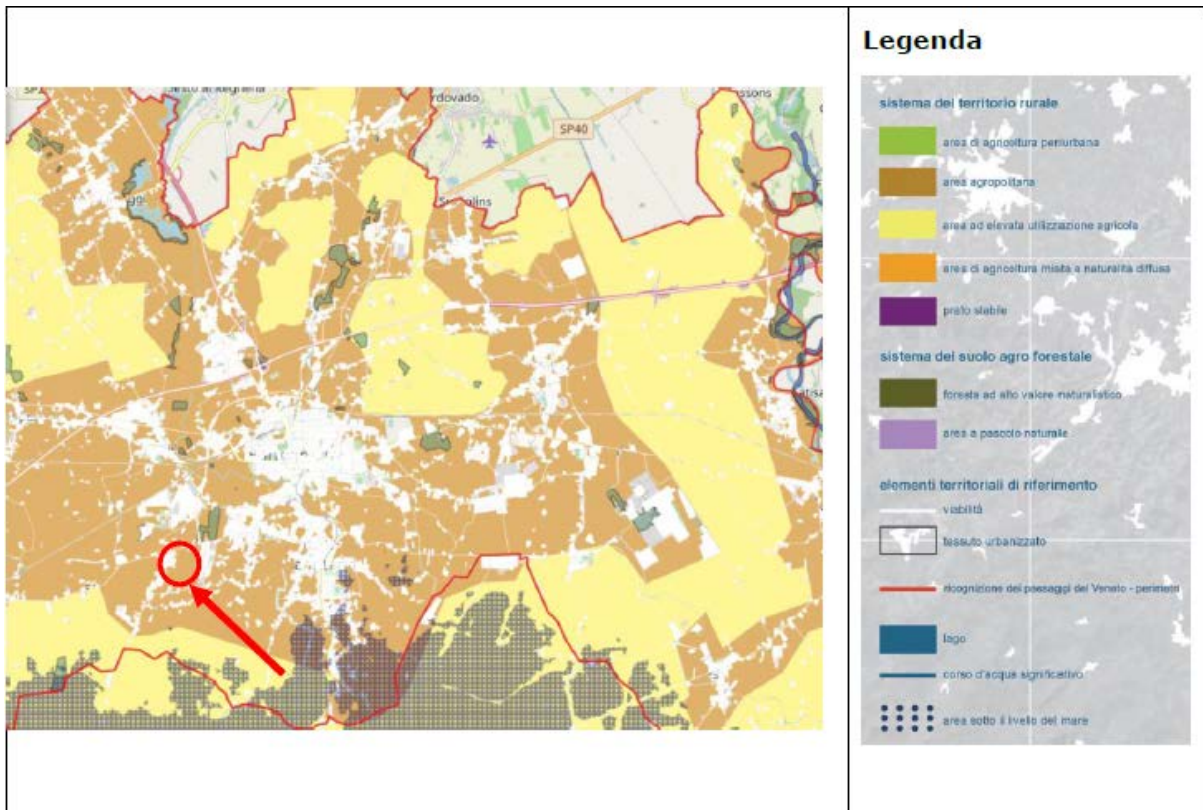 Legenda
sistema del territorio rurale
area di agricoltura periurbana
area agropolitana
area ad elevata utilizzazione agricola
area di agricoltura mista a naturalità diffusa
prato stabile
sistema del suolo agro forestale
foresta ad alto valore naturalistico
area a pascolo naturale
elementi territoriali di riferimento
viabilità
tessuto urbanizzato
ricognizione dei paesaggi del Veneto - perimetri
lago
corso d'acqua significativo
area sotto il livello del mare
rdovado
SP40